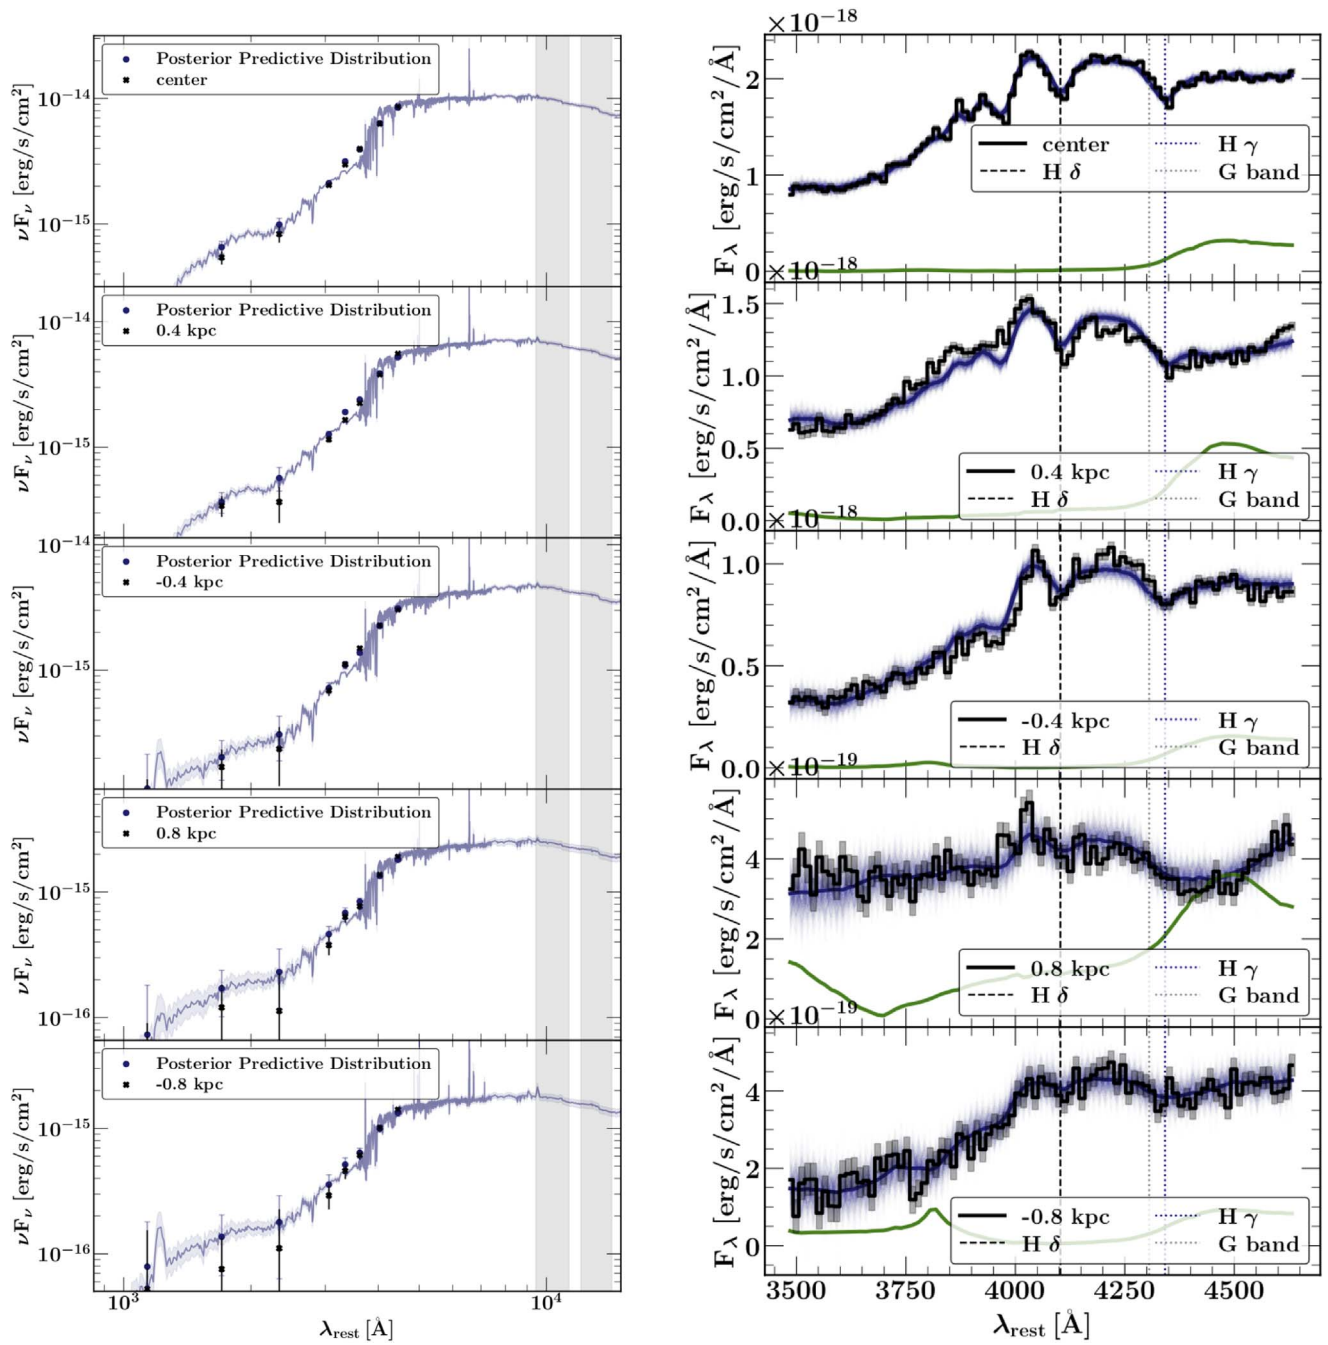 Posterior Predictive Distribution
center
νFν [erg/s/cm²]
10⁻¹⁴
10⁻¹⁵
Posterior Predictive Distribution
0.4 kpc
νFν [erg/s/cm²]
10⁻¹⁴
10⁻¹⁵
Posterior Predictive Distribution
-0.4 kpc
νFν [erg/s/cm²]
10⁻¹⁴
10⁻¹⁵
Posterior Predictive Distribution
0.8 kpc
νFν [erg/s/cm²]
10⁻¹⁵
10⁻¹⁶
Posterior Predictive Distribution
-0.8 kpc
νFν [erg/s/cm²]
10⁻¹⁵
10⁻¹⁶
10³ 10⁴
λrest [Å]
×10⁻¹⁸
Fλ [erg/s/cm²/Å]
2
1
0
center H γ
H δ G band
×10⁻¹⁸
Fλ [erg/s/cm²/Å]
1.5
1.0
0.5
0.0
0.4 kpc H γ
H δ G band
×10⁻¹⁸
Fλ [erg/s/cm²/Å]
1.0
0.5
0.0
-0.4 kpc H γ
H δ G band
×10⁻¹⁹
Fλ [erg/s/cm²/Å]
4
2
0
0.8 kpc H γ
H δ G band
×10⁻¹⁹
Fλ [erg/s/cm²/Å]
4
2
0
-0.8 kpc H γ
H δ G band
3500 3750 4000 4250 4500
λrest [Å]